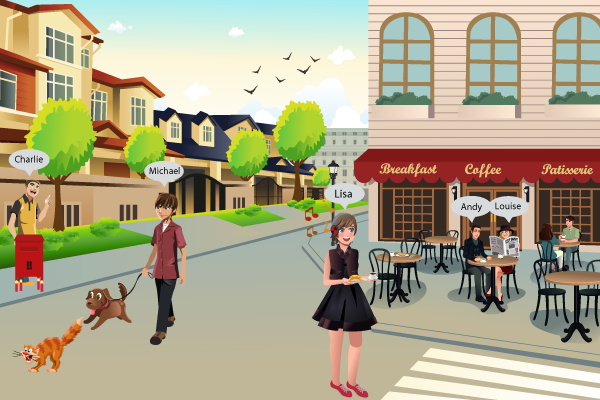 Charlie
Michael
Lisa
Breakfast Coffee Patisserie
Andy Louise